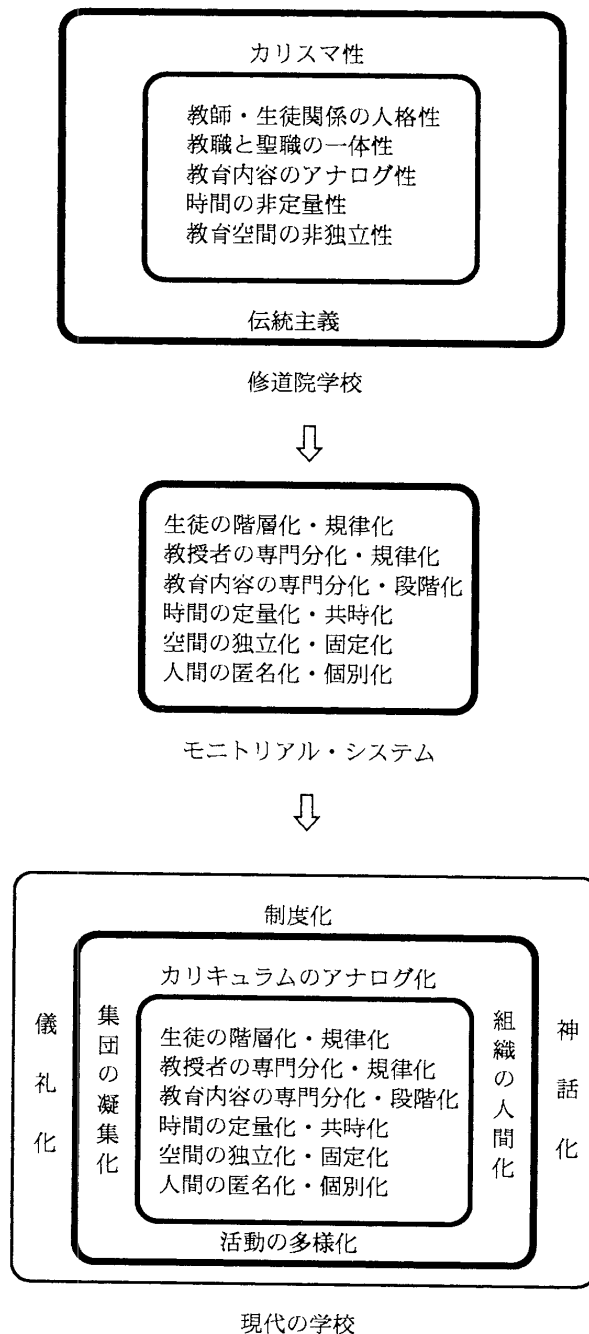 カリスマ性
教師・生徒関係の人格性
教職と聖職の一体性
教育内容のアナログ性
時間の非定量性
教育空間の非独立性
伝統主義
修道院学校
生徒の階層化・規律化
教授者の専門分化・規律化
教育内容の専門分化・段階化
時間の定量化・共時化
空間の独立化・固定化
人間の匿名化・個別化
モニトリアル・システム
制度化
儀礼化
集団の凝集化
カリキュラムのアナログ化
生徒の階層化・規律化
教授者の専門分化・規律化
教育内容の専門分化・段階化
時間の定量化・共時化
空間の独立化・固定化
人間の匿名化・個別化
活動の多様化
組織の人間化
神話化
現代の学校